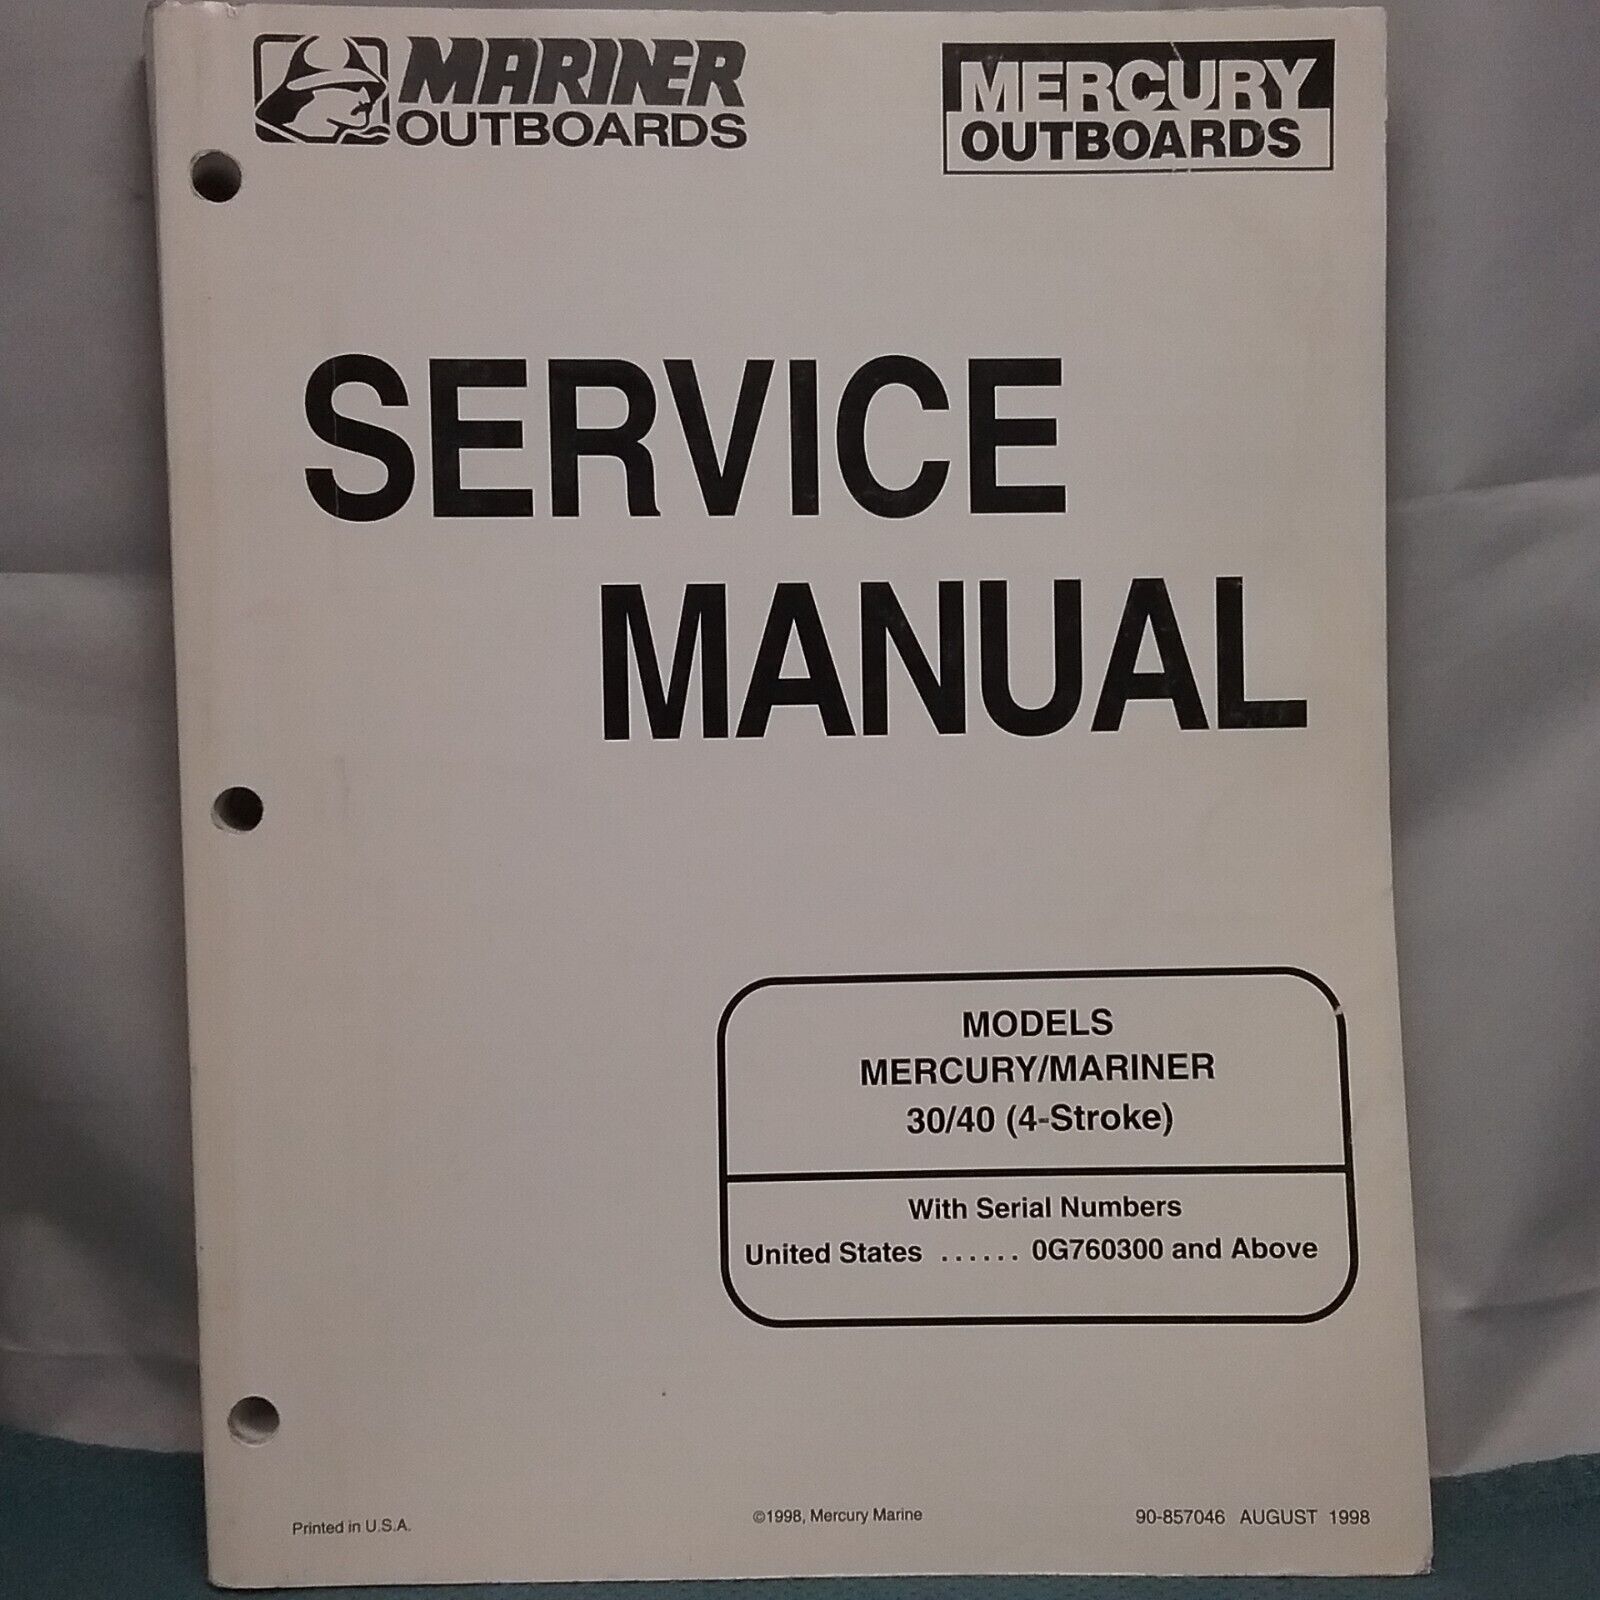 MARINER
OUTBOARDS
MERCURY
OUTBOARDS
SERVICE
MANUAL
MODELS
MERCURY/MARINER
30/40 (4-Stroke)
With Serial Numbers
United States ...... 0G760300 and Above
Printed in U.S.A.
©1998, Mercury Marine
90-857046 AUGUST 1998